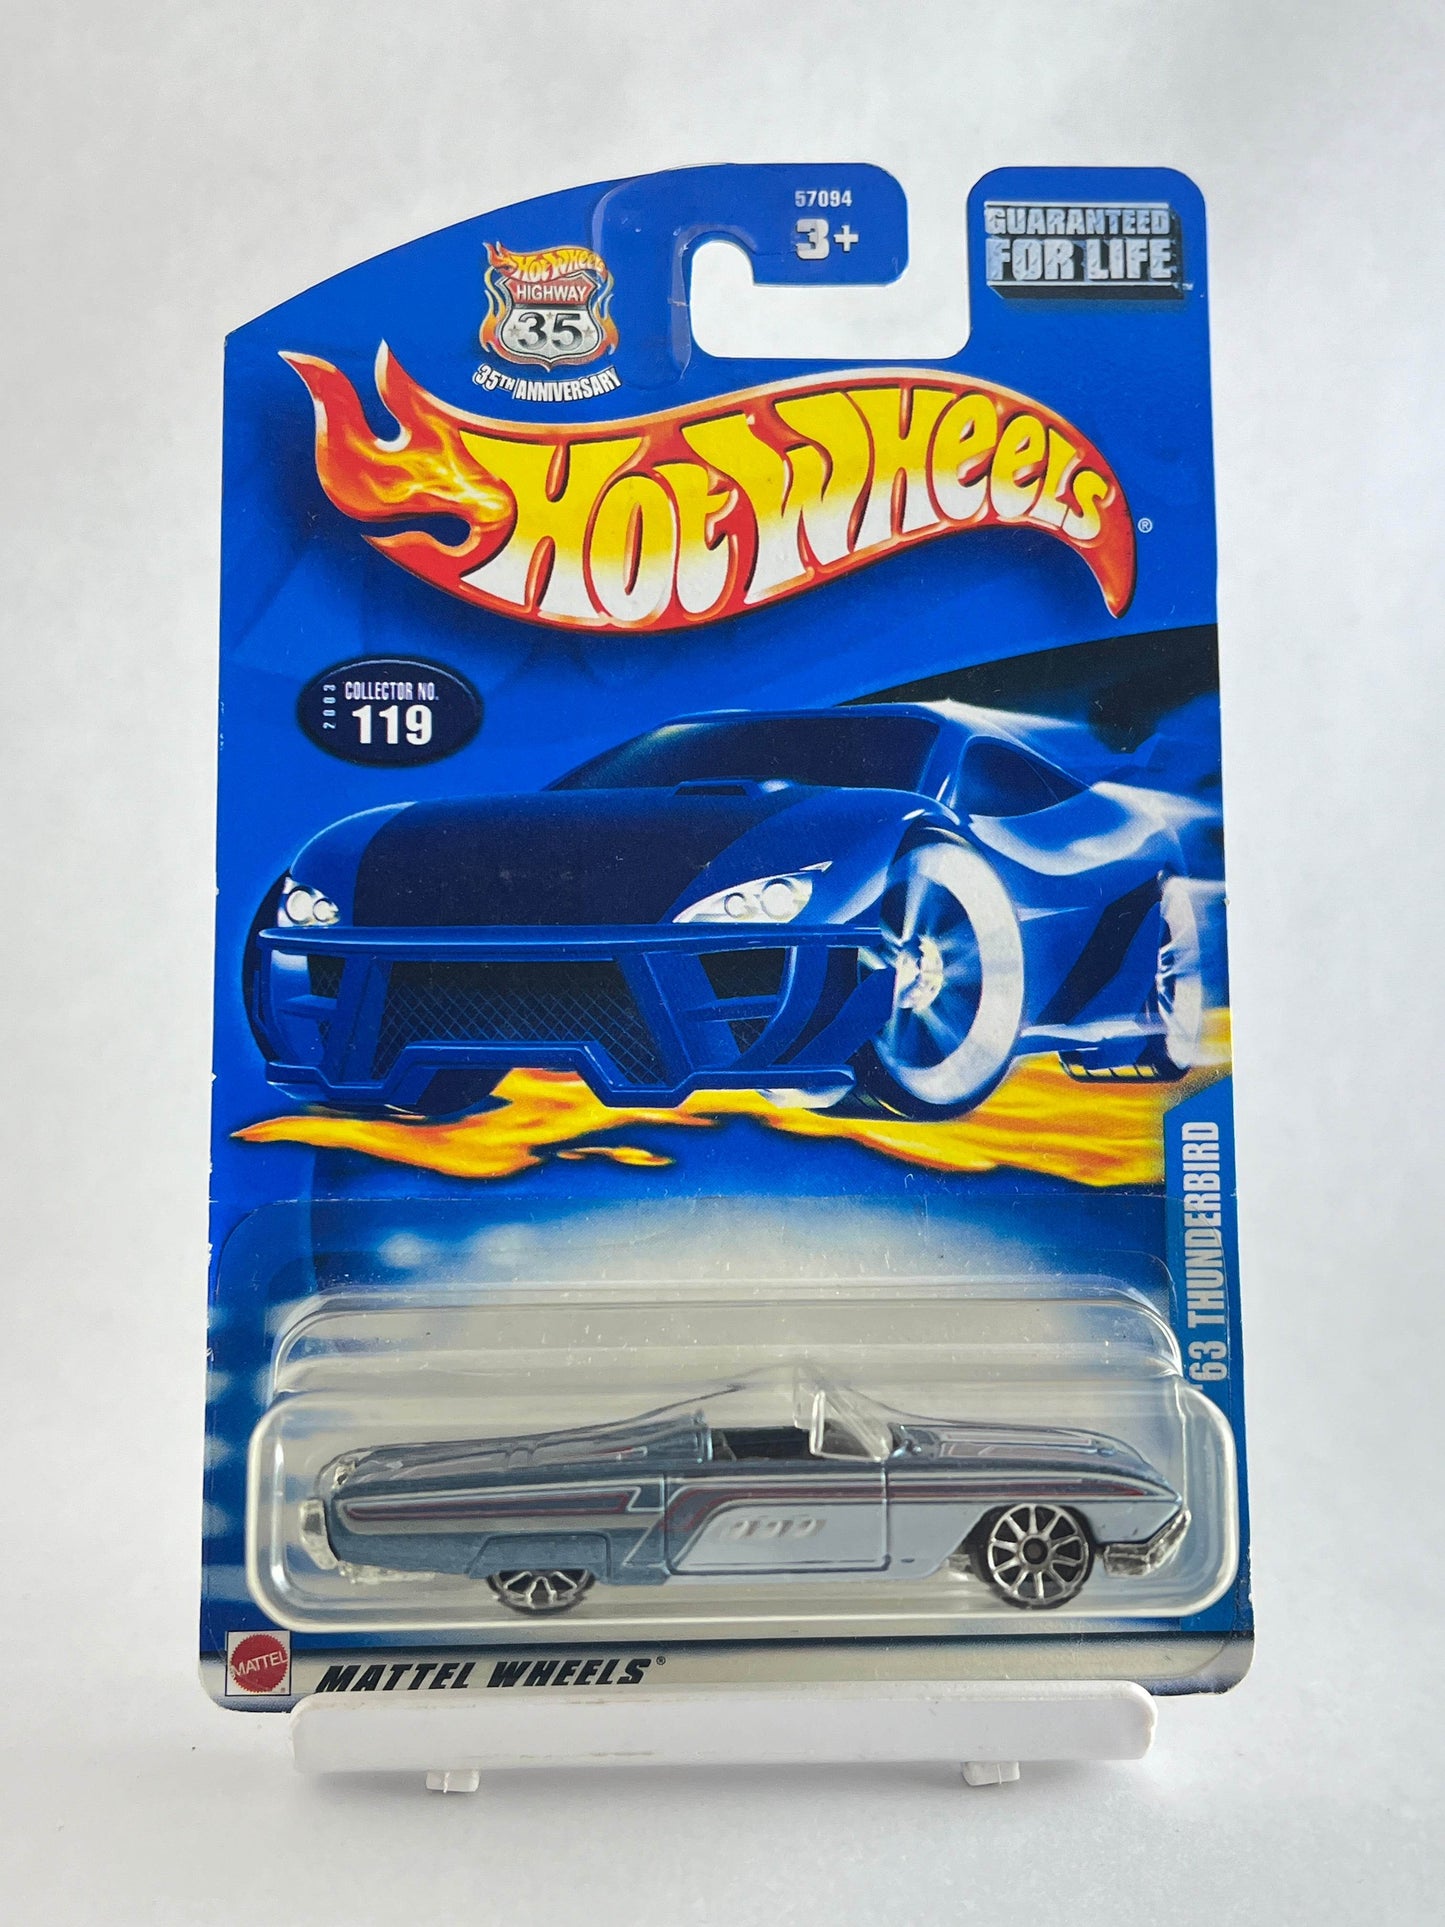 57094
3+
GUARANTEED
FOR LIFE
HOT WHEELS
HIGHWAY
35
35TH ANNIVERSARY
HOT WHEELS ®
2003
COLLECTOR NO.
119
'63 THUNDERBIRD
MATTEL ®
MATTEL WHEELS®